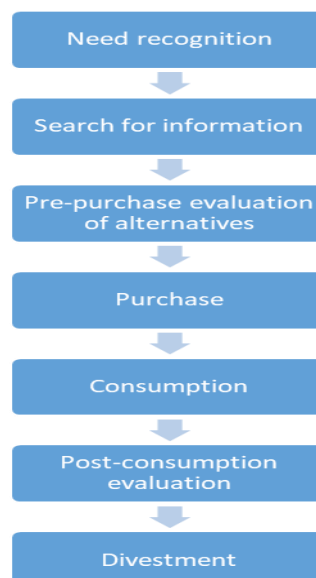 Need recognition
Search for information
Pre-purchase evaluation
of alternatives
Purchase
Consumption
Post-consumption
evaluation
Divestment